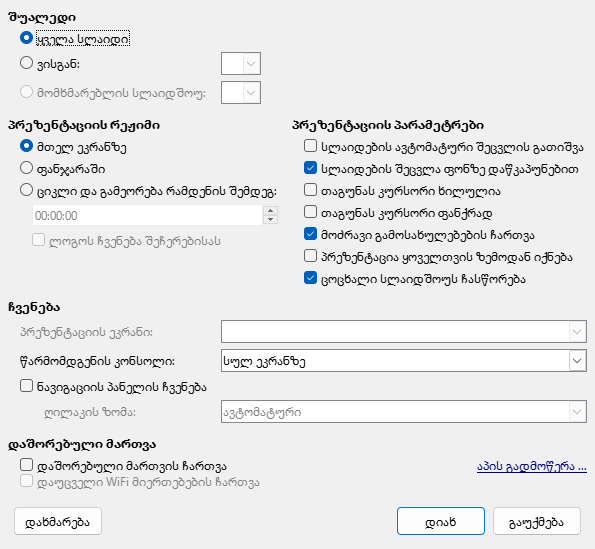 შუალედი
ყველა სლაიდი
ვისგან:
მომხმარებლის სლაიდშოუ:
პრეზენტაციის რეჟიმი
მთელ ეკრანზე
ფანჯარაში
ციკლი და გამეორება რამდენის შემდეგ:
00:00:00
ლოგოს ჩვენება შეჩერებისას
პრეზენტაციის პარამეტრები
სლაიდების ავტომატური შეცვლის გათიშვა
სლაიდების შეცვლა ფონზე დაწკაპუნებით
თაგუნას კურსორი ხილულია
თაგუნას კურსორი ფანქრად
მოძრავი გამოსახულებების ჩართვა
პრეზენტაცია ყოველთვის ზემოდან იქნება
ცოცხალი სლაიდშოუს ჩასწორება
ჩვენება
პრეზენტაციის ეკრანი:
წარმომდგენის კონსოლი: სულ ეკრანზე
ნავიგაციის პანელის ჩვენება
ღილაკის ზომა: ავტომატური
დაშორებული მართვა
დაშორებული მართვის ჩართვა აპის გადმოწერა ...
დაუცველი WiFi მიერთებების ჩართვა
დახმარება დიახ გაუქმება